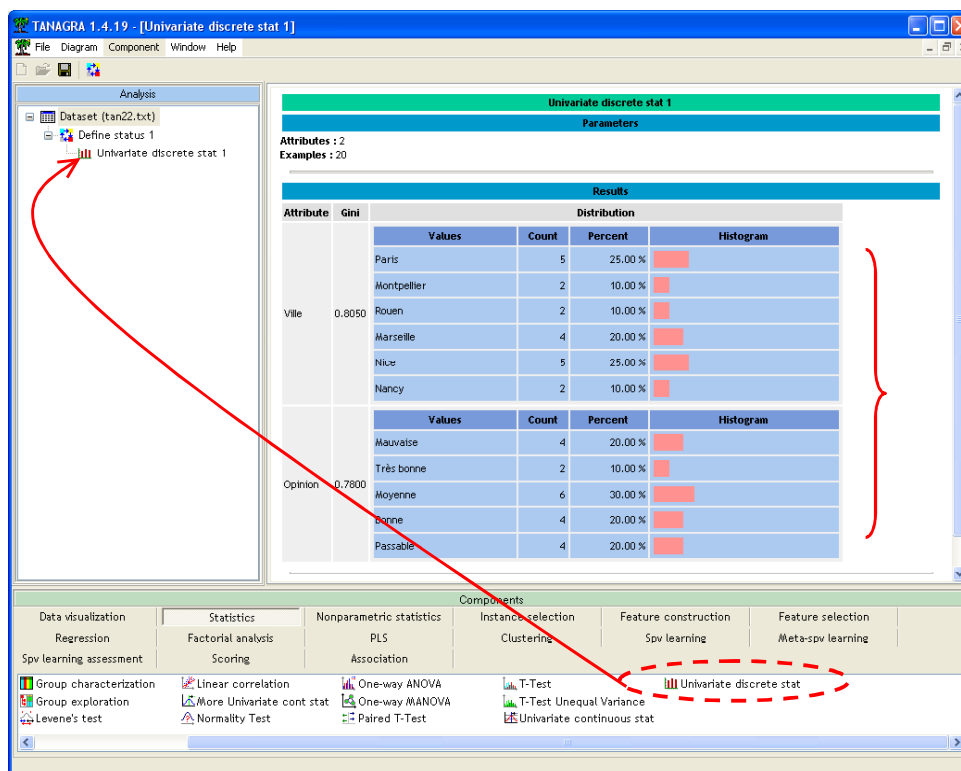 TANAGRA 1.4.19 - [Univariate discrete stat 1]
File Diagram Component Window Help
Analysis
Dataset (tan22.txt)
Define status 1
Univariate discrete stat 1
Univariate discrete stat 1
Parameters
Attributes : 2
Examples : 20
Results
Attribute Gini Distribution
Values Count Percent Histogram
Paris 5 25.00 %
Montpellier 2 10.00 %
Ville 0.8050 Rouen 2 10.00 %
Marseille 4 20.00 %
Nice 5 25.00 %
Nancy 2 10.00 %
Values Count Percent Histogram
Mauvaise 4 20.00 %
Très bonne 2 10.00 %
Opinion 0.7800 Moyenne 6 30.00 %
Bonne 4 20.00 %
Passable 4 20.00 %
Components
Data visualization Statistics Nonparametric statistics Instance selection Feature construction Feature selection
Regression Factorial analysis PLS Clustering Spv learning Meta-spv learning
Spv learning assessment Scoring Association
Group characterization Linear correlation One-way ANOVA T-Test Univariate discrete stat
Group exploration More Univariate cont stat One-way MANOVA T-Test Unequal Variance
Levene's test Normality Test Paired T-Test Univariate continuous stat